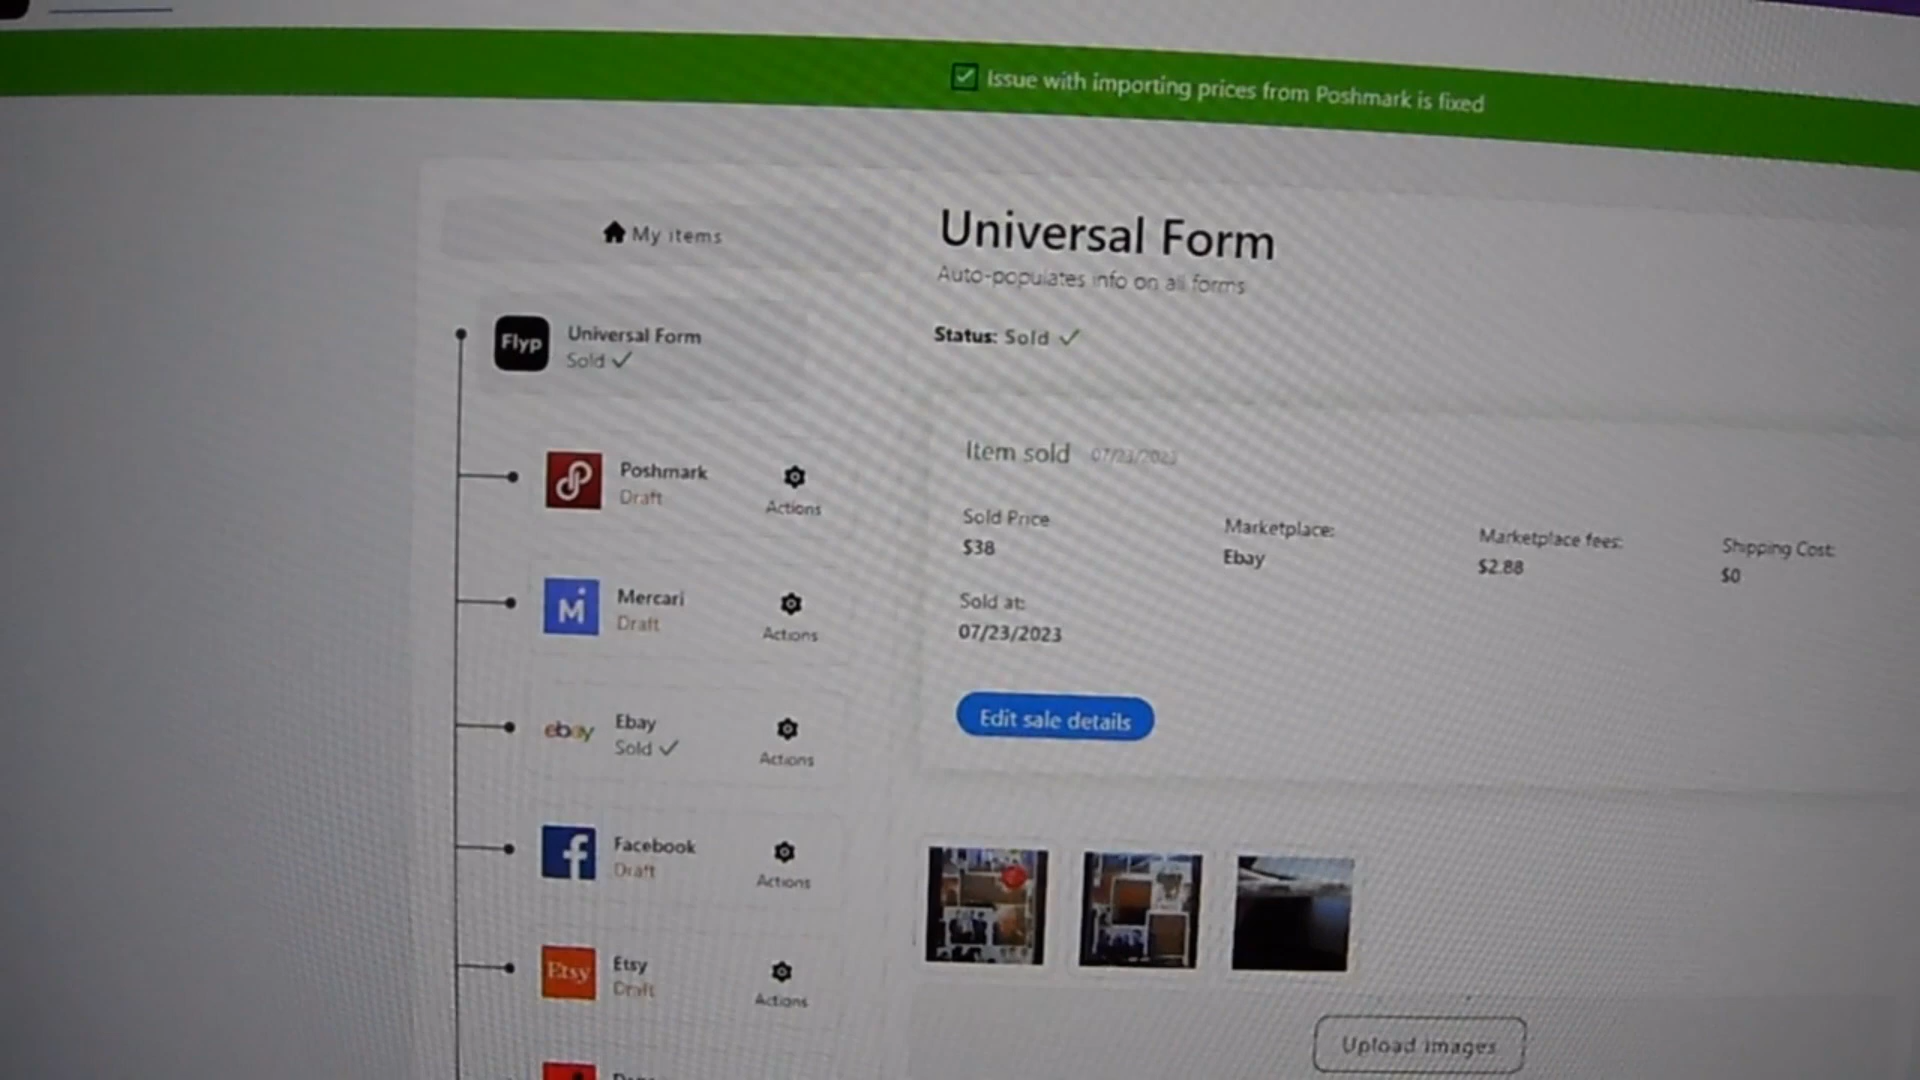 Issue with importing prices from Poshmark is fixed
My items
Universal Form
Auto-populates info on all forms
Flyp
Universal Form
Sold
Status: Sold
Item sold 07/23/2023
Poshmark
Draft
Actions
Sold Price
$38
Marketplace:
Ebay
Marketplace fees:
$2.88
Shipping Cost:
$0
Sold at:
07/23/2023
Mercari
Draft
Actions
Edit sale details
ebay
Ebay
Sold
Actions
Facebook
Draft
Actions
Etsy
Etsy
Draft
Actions
Upload images